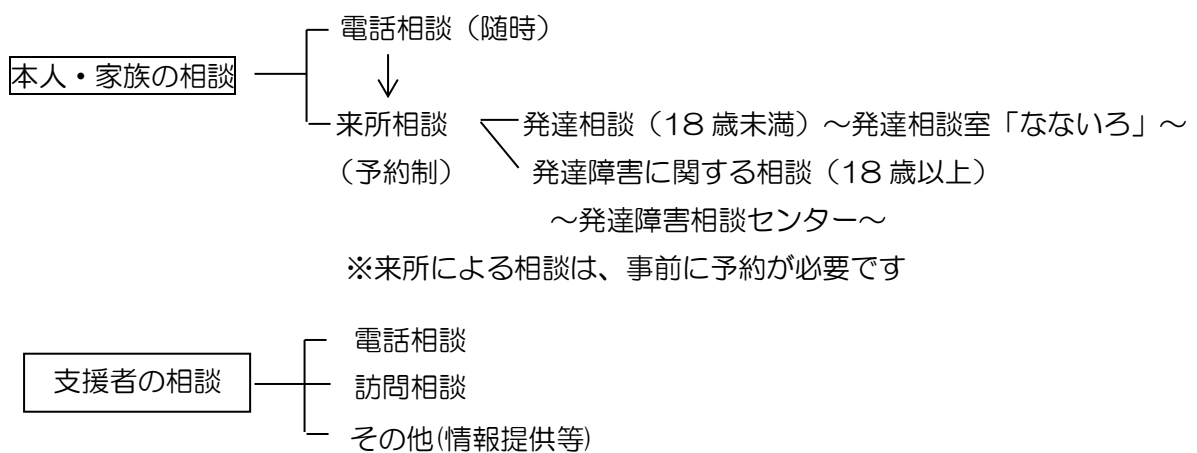 電話相談（随時）
本人・家族の相談
来所相談　発達相談（18 歳未満）～発達相談室「なないろ」～
（予約制）　発達障害に関する相談（18 歳以上）
～発達障害相談センター～
※来所による相談は、事前に予約が必要です
電話相談
支援者の相談　訪問相談
その他(情報提供等)